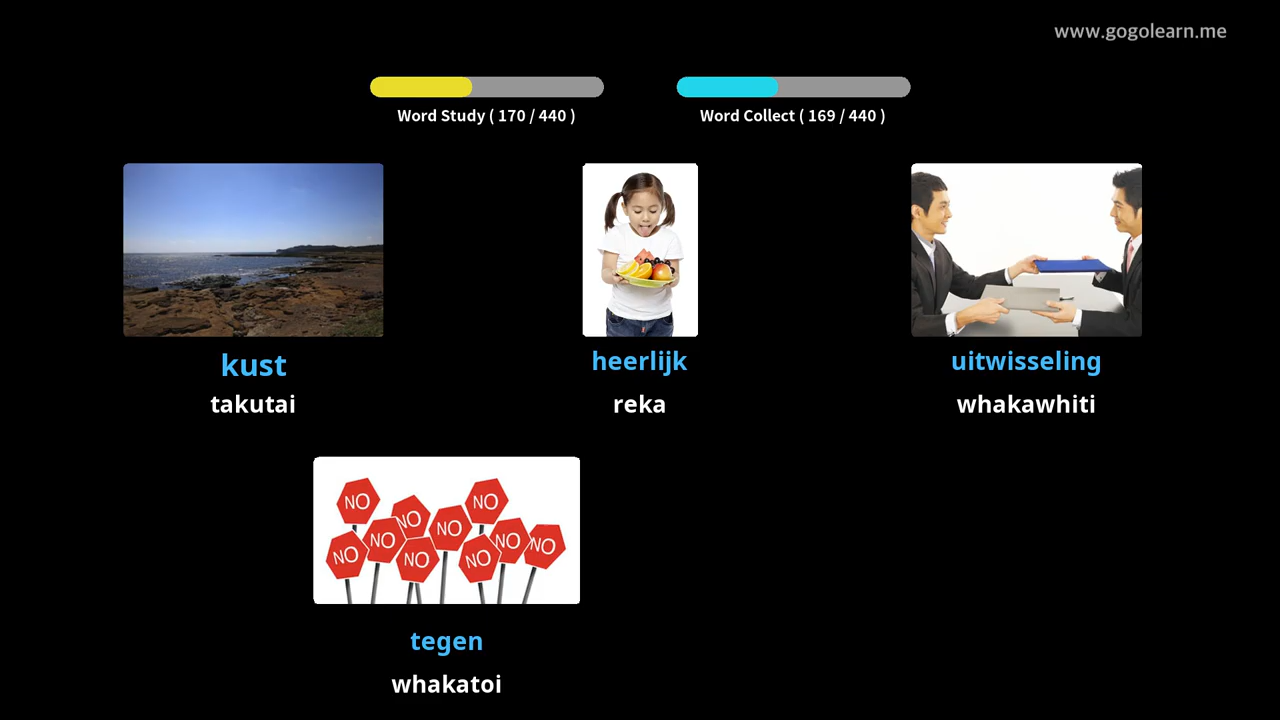 www.gogolearn.me
Word Study ( 170 / 440 )
Word Collect ( 169 / 440 )
kust
takutai
heerlijk
reka
uitwisseling
whakawhiti
NO
NO
NO
NO
NO
NO
NO
NO
NO
NO
tegen
whakatoi